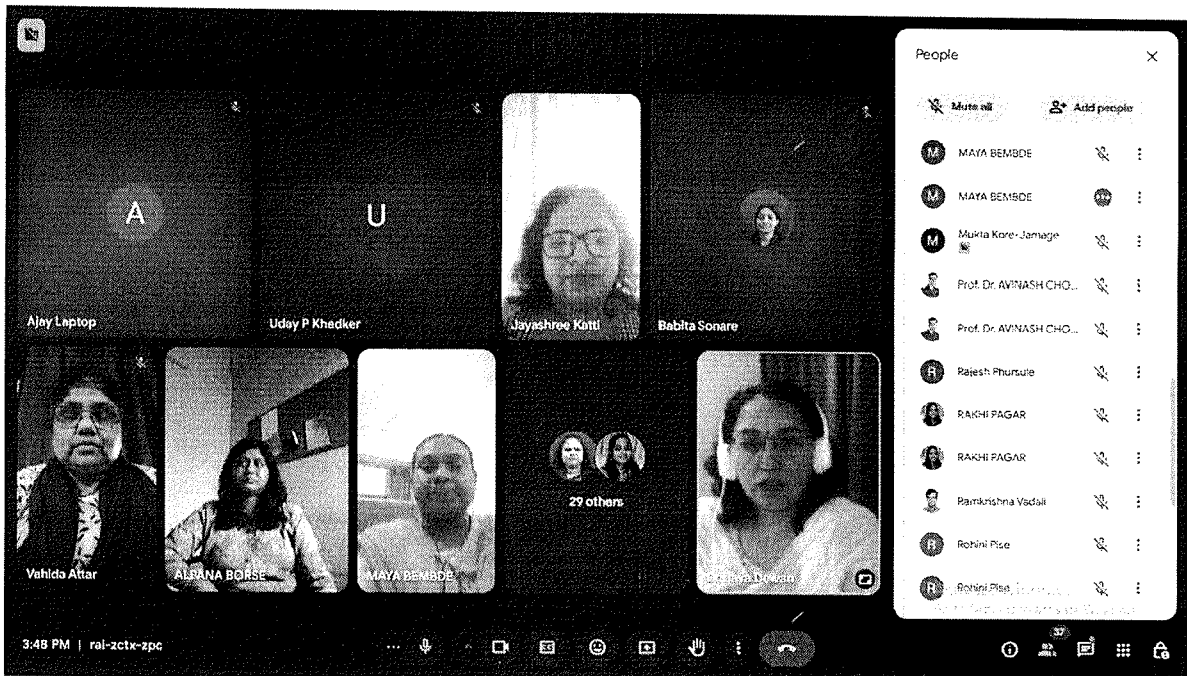 People
Mute all
Add people
M
MAYA BEMBDE
M
MAYA BEMBDE
M
Mukta Kore-Jamage
Prof. Dr. AVINASH CHO...
Prof. Dr. AVINASH CHO...
R
Rajesh Phursule
RAKHI PAGAR
RAKHI PAGAR
Ramkrishna Vadali
R
Rohini Pise
R
Rohini Pise
A
Ajay Laptop
U
Uday P Khedker
Jayashree Katti
Babita Sonare
Vahida Attar
ALPANA BORSE
MAYA BEMBDE
29 others
Dewan
3:48 PM | rai-zctx-zpc
37